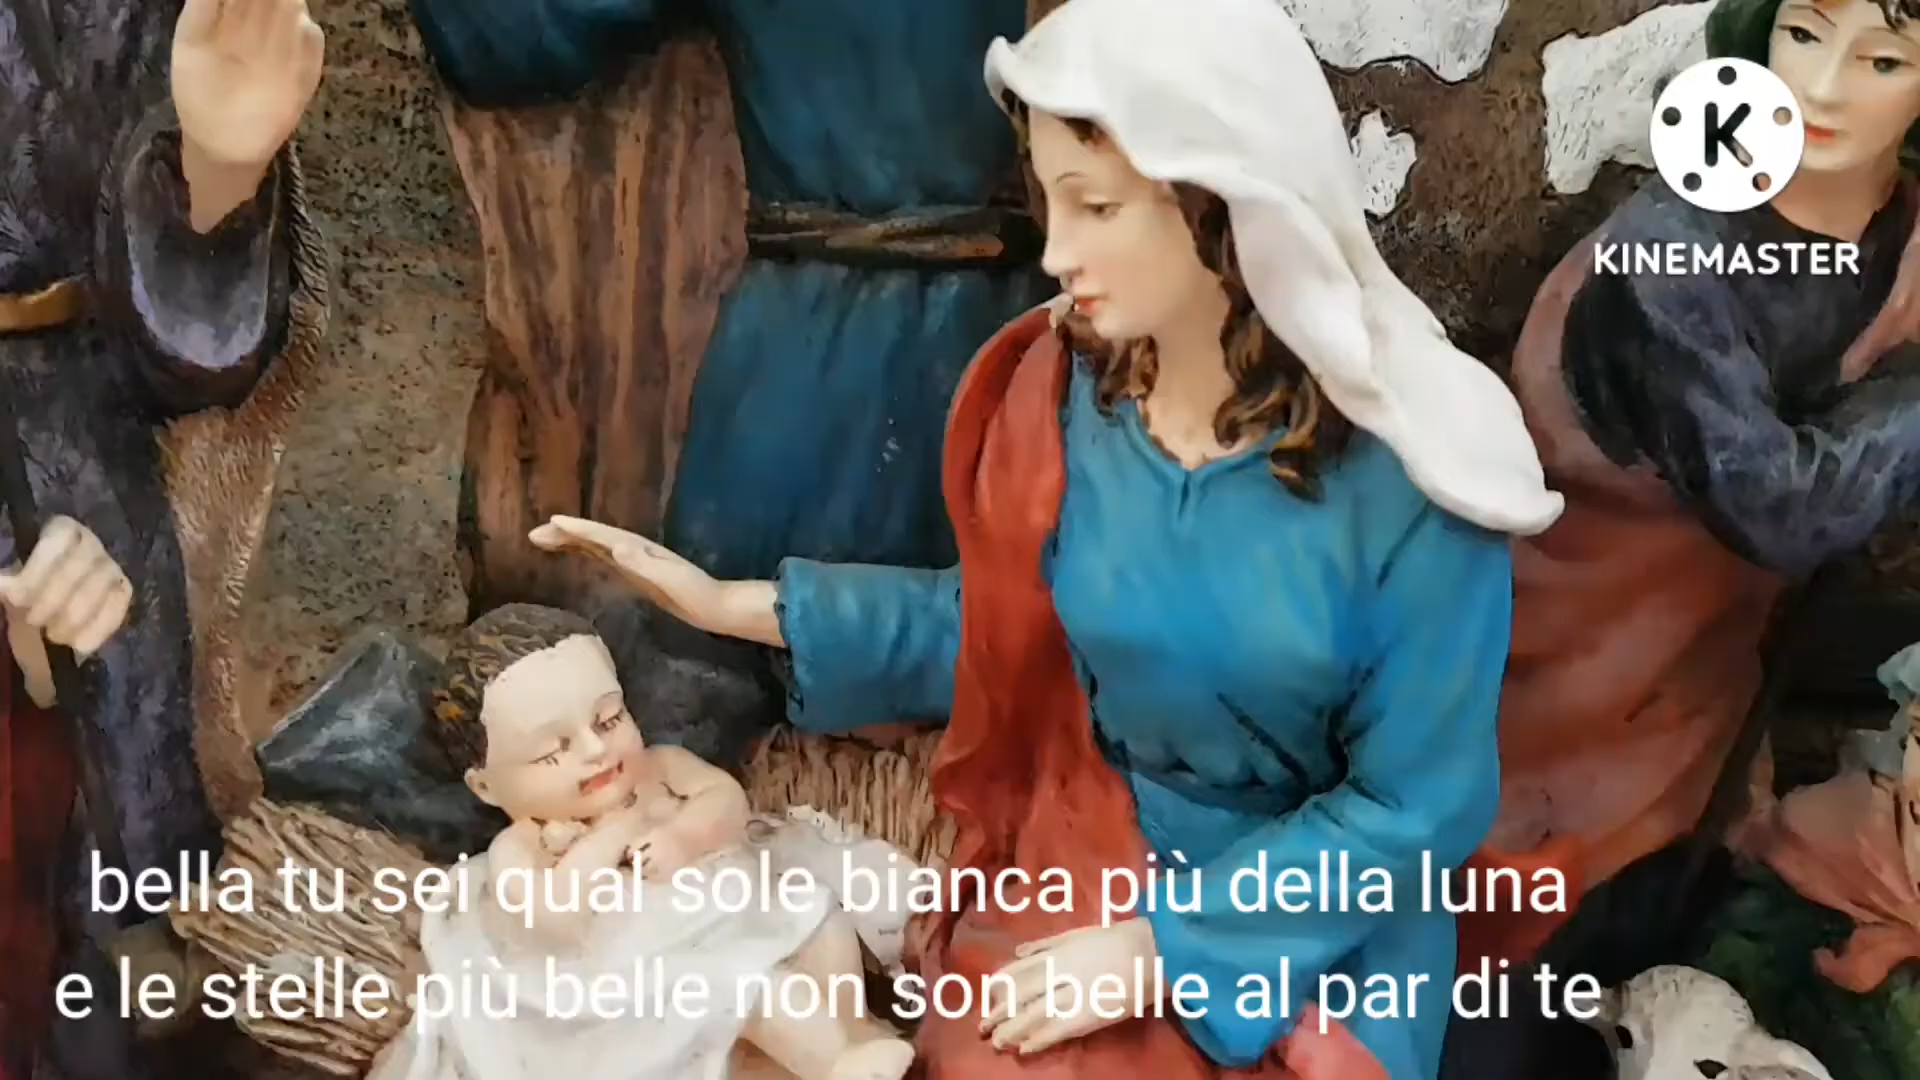 K
KINEMASTER
bella tu sei qual sole bianca più della luna
e le stelle più belle non son belle al par di te